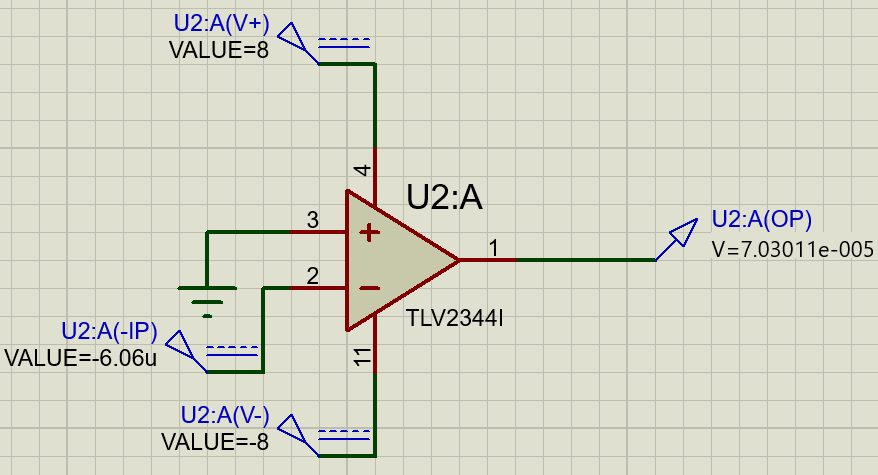 U2:A(V+)
VALUE=8
4
U2:A
3
+
1
U2:A(OP)
V=7.03011e-005
2
−
TLV2344I
U2:A(-IP)
VALUE=-6.06u
11
U2:A(V-)
VALUE=-8